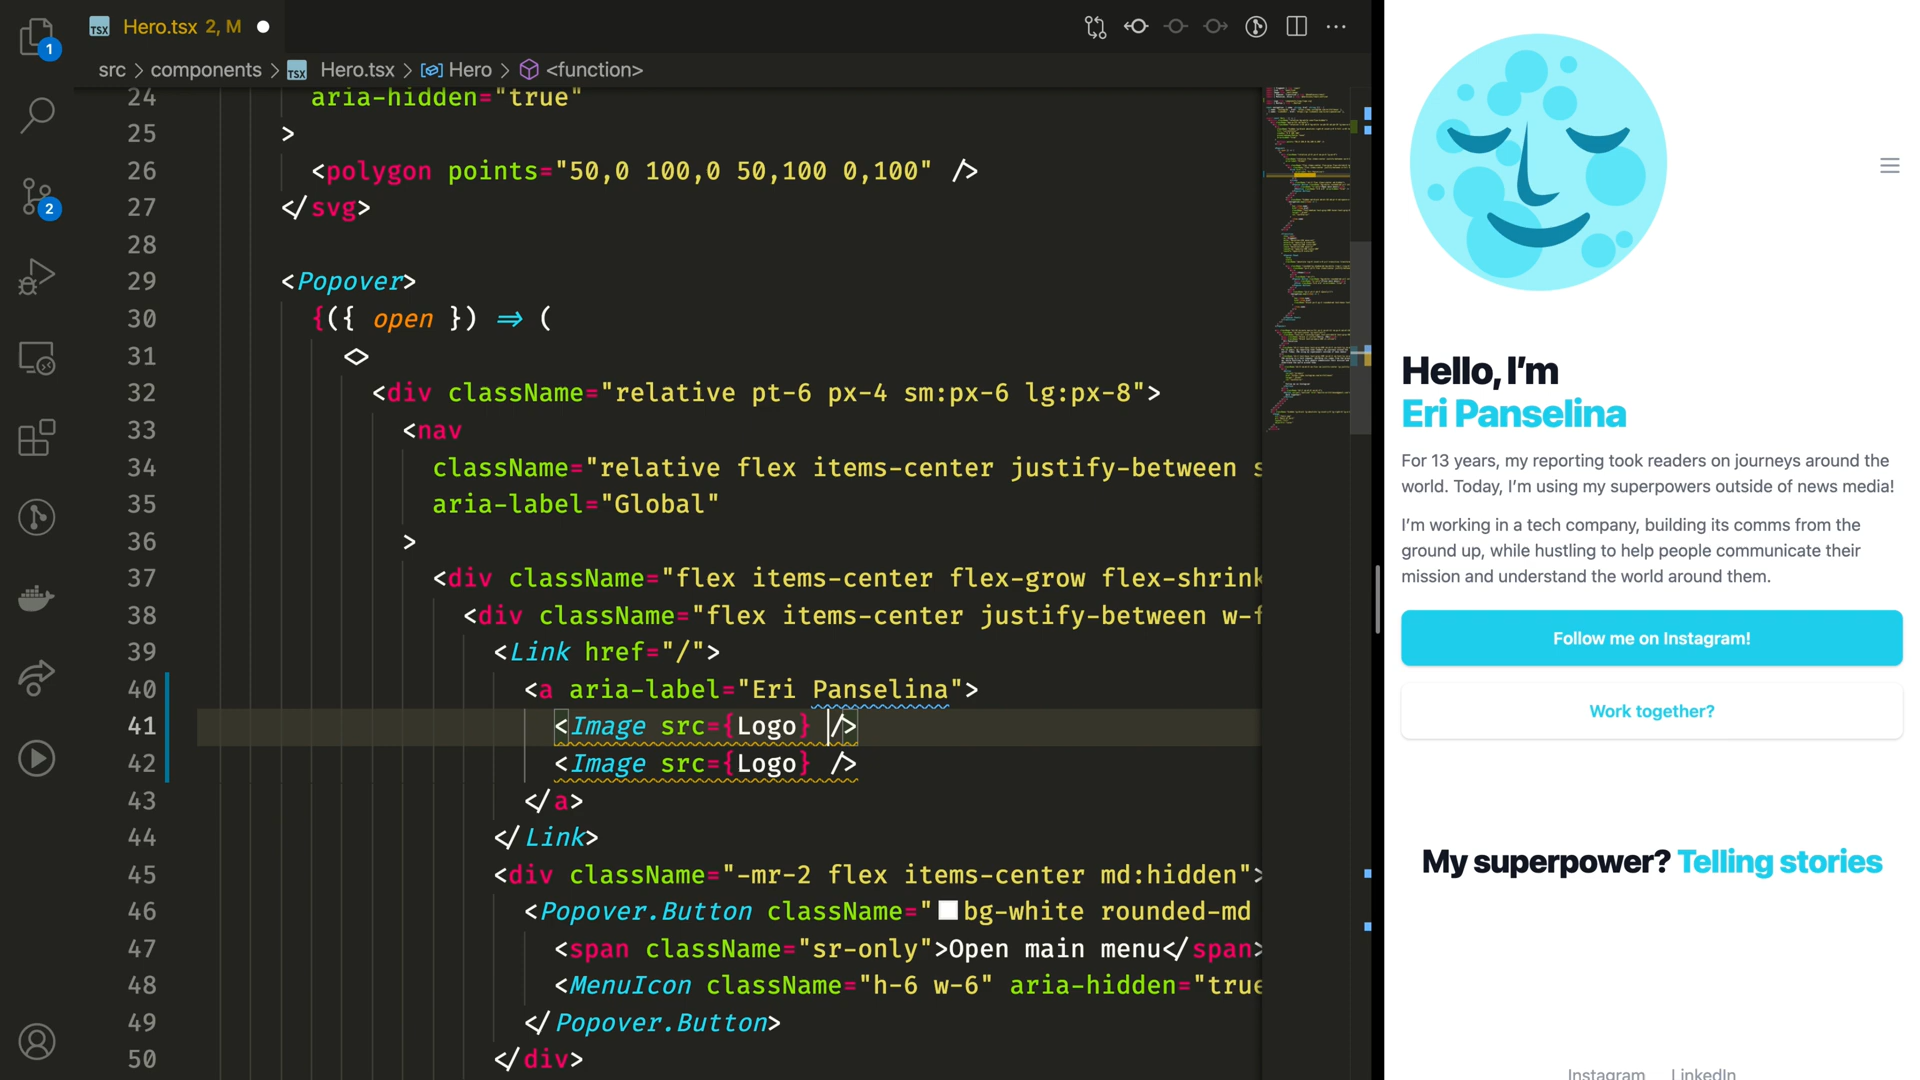 1
2
TSX Hero.tsx 2, M
src > components > TSX Hero.tsx > Hero > <function>
24 aria-hidden="true"
25 >
26 <polygon points="50,0 100,0 50,100 0,100" />
27 </svg>
28
29 <Popover>
30 {({ open }) => (
31 <>
32 <div className="relative pt-6 px-4 sm:px-6 lg:px-8">
33 <nav
34 className="relative flex items-center justify-between s
35 aria-label="Global"
36 >
37 <div className="flex items-center flex-grow flex-shrink
38 <div className="flex items-center justify-between w-f
39 <Link href="/">
40 <a aria-label="Eri Panselina">
41 <Image src={Logo} />
42 <Image src={Logo} />
43 </a>
44 </Link>
45 <div className="-mr-2 flex items-center md:hidden">
46 <Popover.Button className="bg-white rounded-md
47 <span className="sr-only">Open main menu</span>
48 <MenuIcon className="h-6 w-6" aria-hidden="true
49 </Popover.Button>
50 </div>
Hello, I’m
Eri Panselina
For 13 years, my reporting took readers on journeys around the
world. Today, I’m using my superpowers outside of news media!
I’m working in a tech company, building its comms from the
ground up, while hustling to help people communicate their
mission and understand the world around them.
Follow me on Instagram!
Work together?
My superpower? Telling stories
Instagram LinkedIn